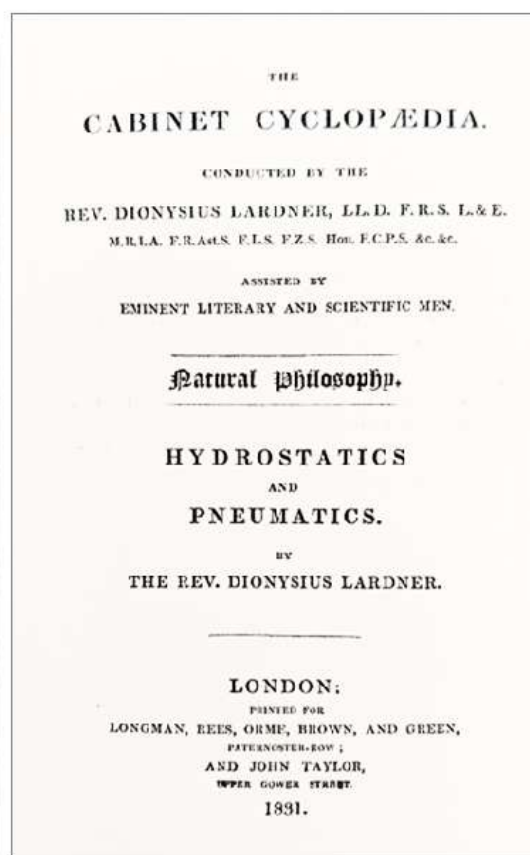 THE
CABINET CYCLOPÆDIA.
CONDUCTED BY THE
REV. DIONYSIUS LARDNER, LL.D. F.R.S. L.& E.
M.R.I.A. F.R.Ast.S. F.L.S. F.Z.S. Hon. F.C.P.S. &c. &c.
ASSISTED BY
EMINENT LITERARY AND SCIENTIFIC MEN.
Natural Philosophy.
HYDROSTATICS
AND
PNEUMATICS.
BY
THE REV. DIONYSIUS LARDNER.
LONDON;
PRINTED FOR
LONGMAN, REES, ORME, BROWN, AND GREEN,
PATERNOSTER-ROW;
AND JOHN TAYLOR,
UPPER GOWER STREET.
1831.